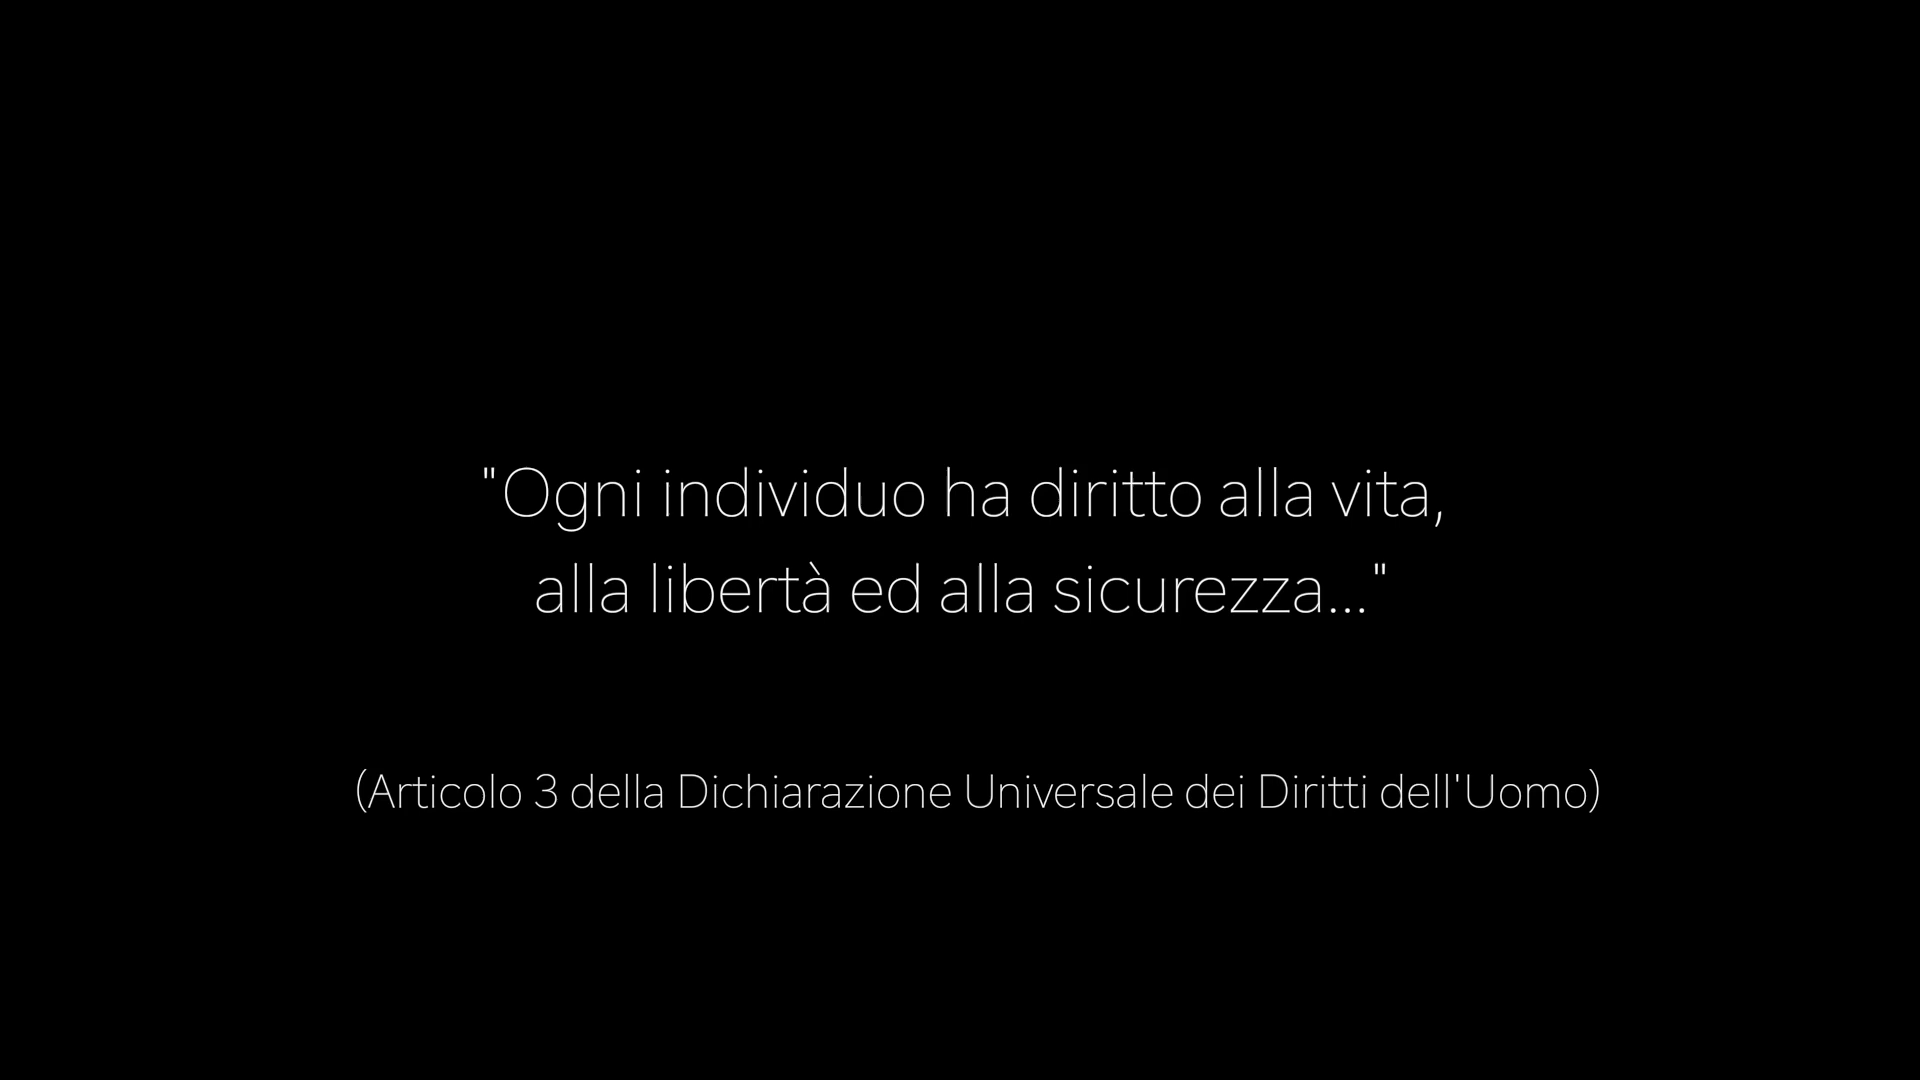 "Ogni individuo ha diritto alla vita,
alla libertà ed alla sicurezza..."
(Articolo 3 della Dichiarazione Universale dei Diritti dell'Uomo)